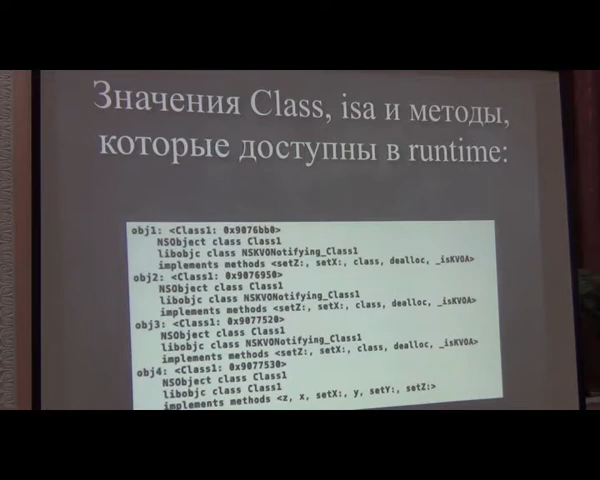 Значения Class, isa и методы,
которые доступны в runtime:
obj1: <Class1: 0x9076bb0>
NSObject class Class1
libobjc class NSKVONotifying_Class1
implements methods <setZ:, setX:, class, dealloc, _isKVOA>
obj2: <Class1: 0x9076950>
NSObject class Class1
libobjc class NSKVONotifying_Class1
implements methods <setZ:, setX:, class, dealloc, _isKVOA>
obj3: <Class1: 0x9077520>
NSObject class Class1
libobjc class NSKVONotifying_Class1
implements methods <setZ:, setX:, class, dealloc, _isKVOA>
obj4: <Class1: 0x9077530>
NSObject class Class1
libobjc class Class1
implements methods <z, x, setX:, y, setY:, setZ:>